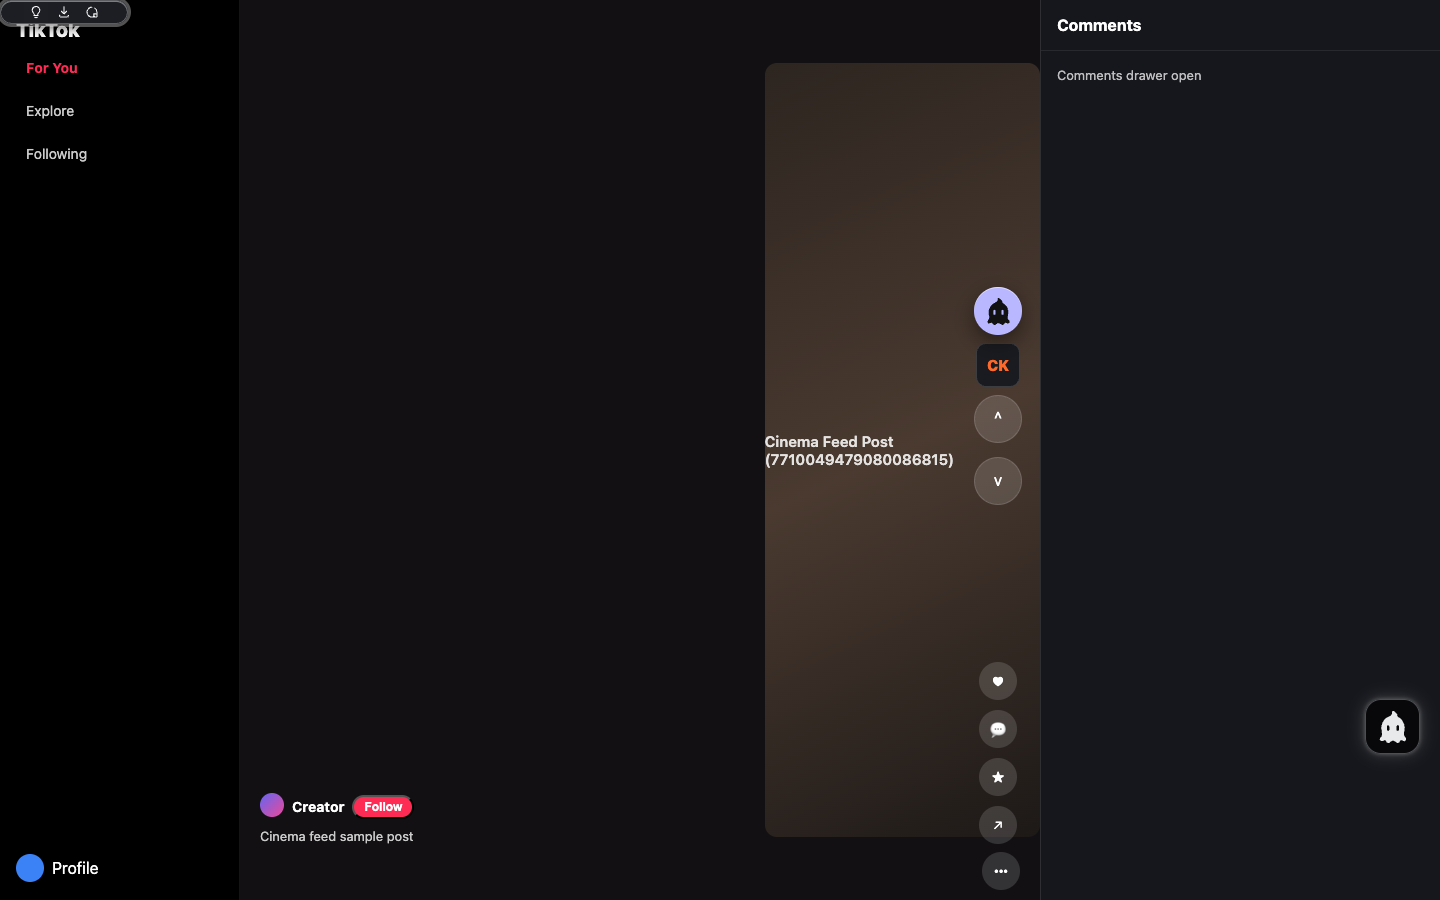 TikTok
For You
Explore
Following
Profile
Cinema Feed Post
(7710049479080086815)
CK
^
v
Creator
Follow
Cinema feed sample post
Comments
Comments drawer open